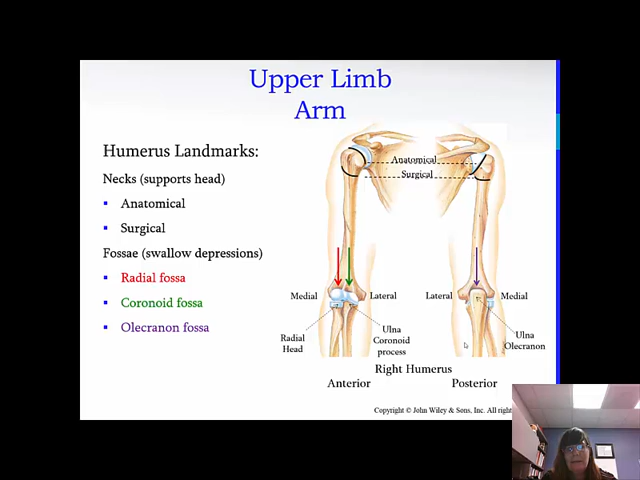 Upper Limb
Arm
Humerus Landmarks:
Necks (supports head)
Anatomical
Surgical
Fossae (swallow depressions)
Radial fossa
Coronoid fossa
Olecranon fossa
Anatomical
Surgical
Medial
Lateral
Lateral
Medial
Radial
Head
Ulna
Coronoid
process
Ulna
Olecranon
Right Humerus
Anterior
Posterior
Copyright © John Wiley & Sons, Inc. All right